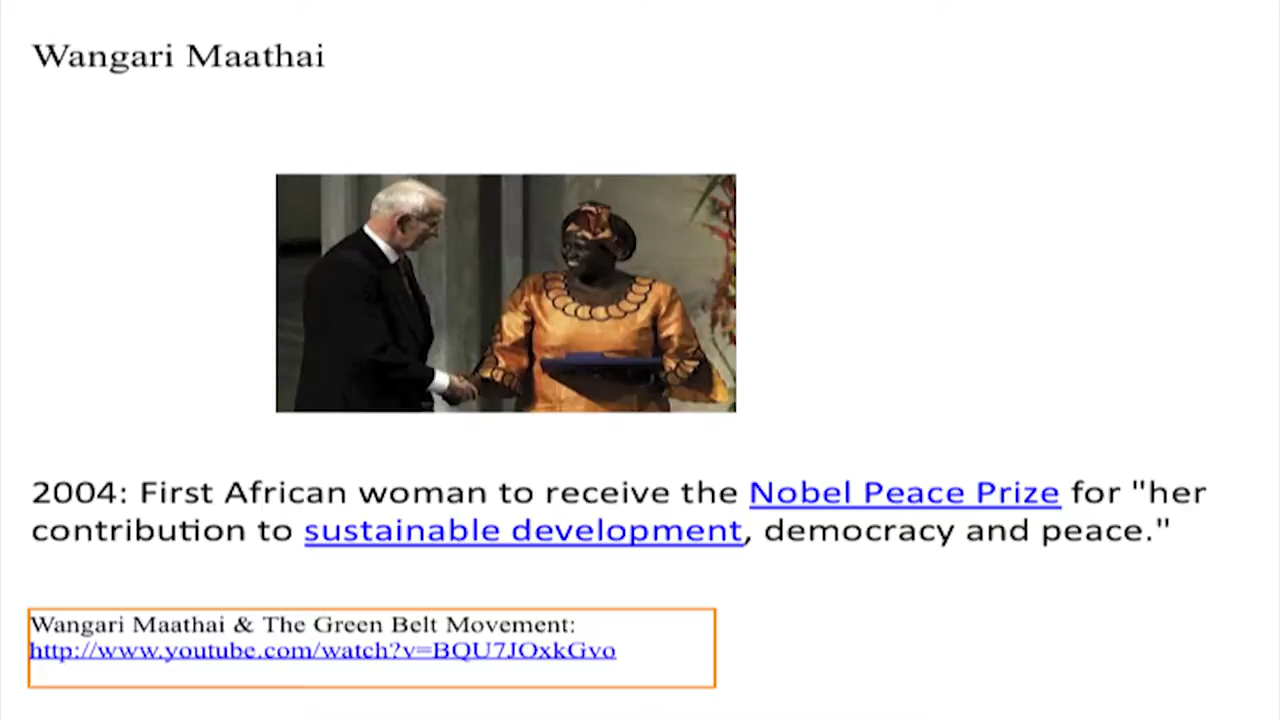 Wangari Maathai
2004: First African woman to receive the Nobel Peace Prize for "her
contribution to sustainable development, democracy and peace."
Wangari Maathai & The Green Belt Movement:
http://www.youtube.com/watch?v=BQU7JOxkGvo